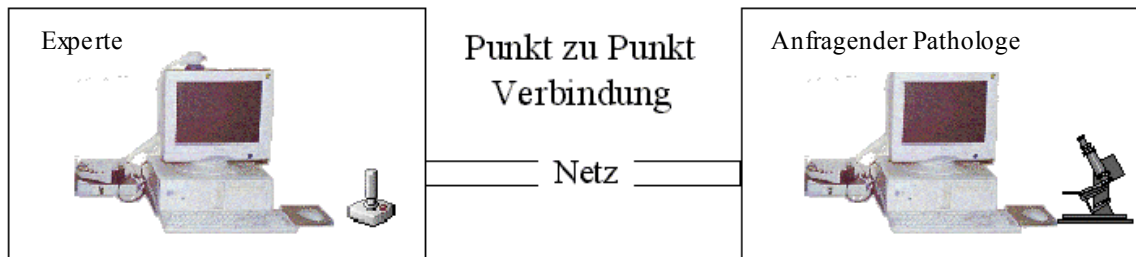 Experte
Punkt zu Punkt
Verbindung
Netz
Anfragender Pathologe